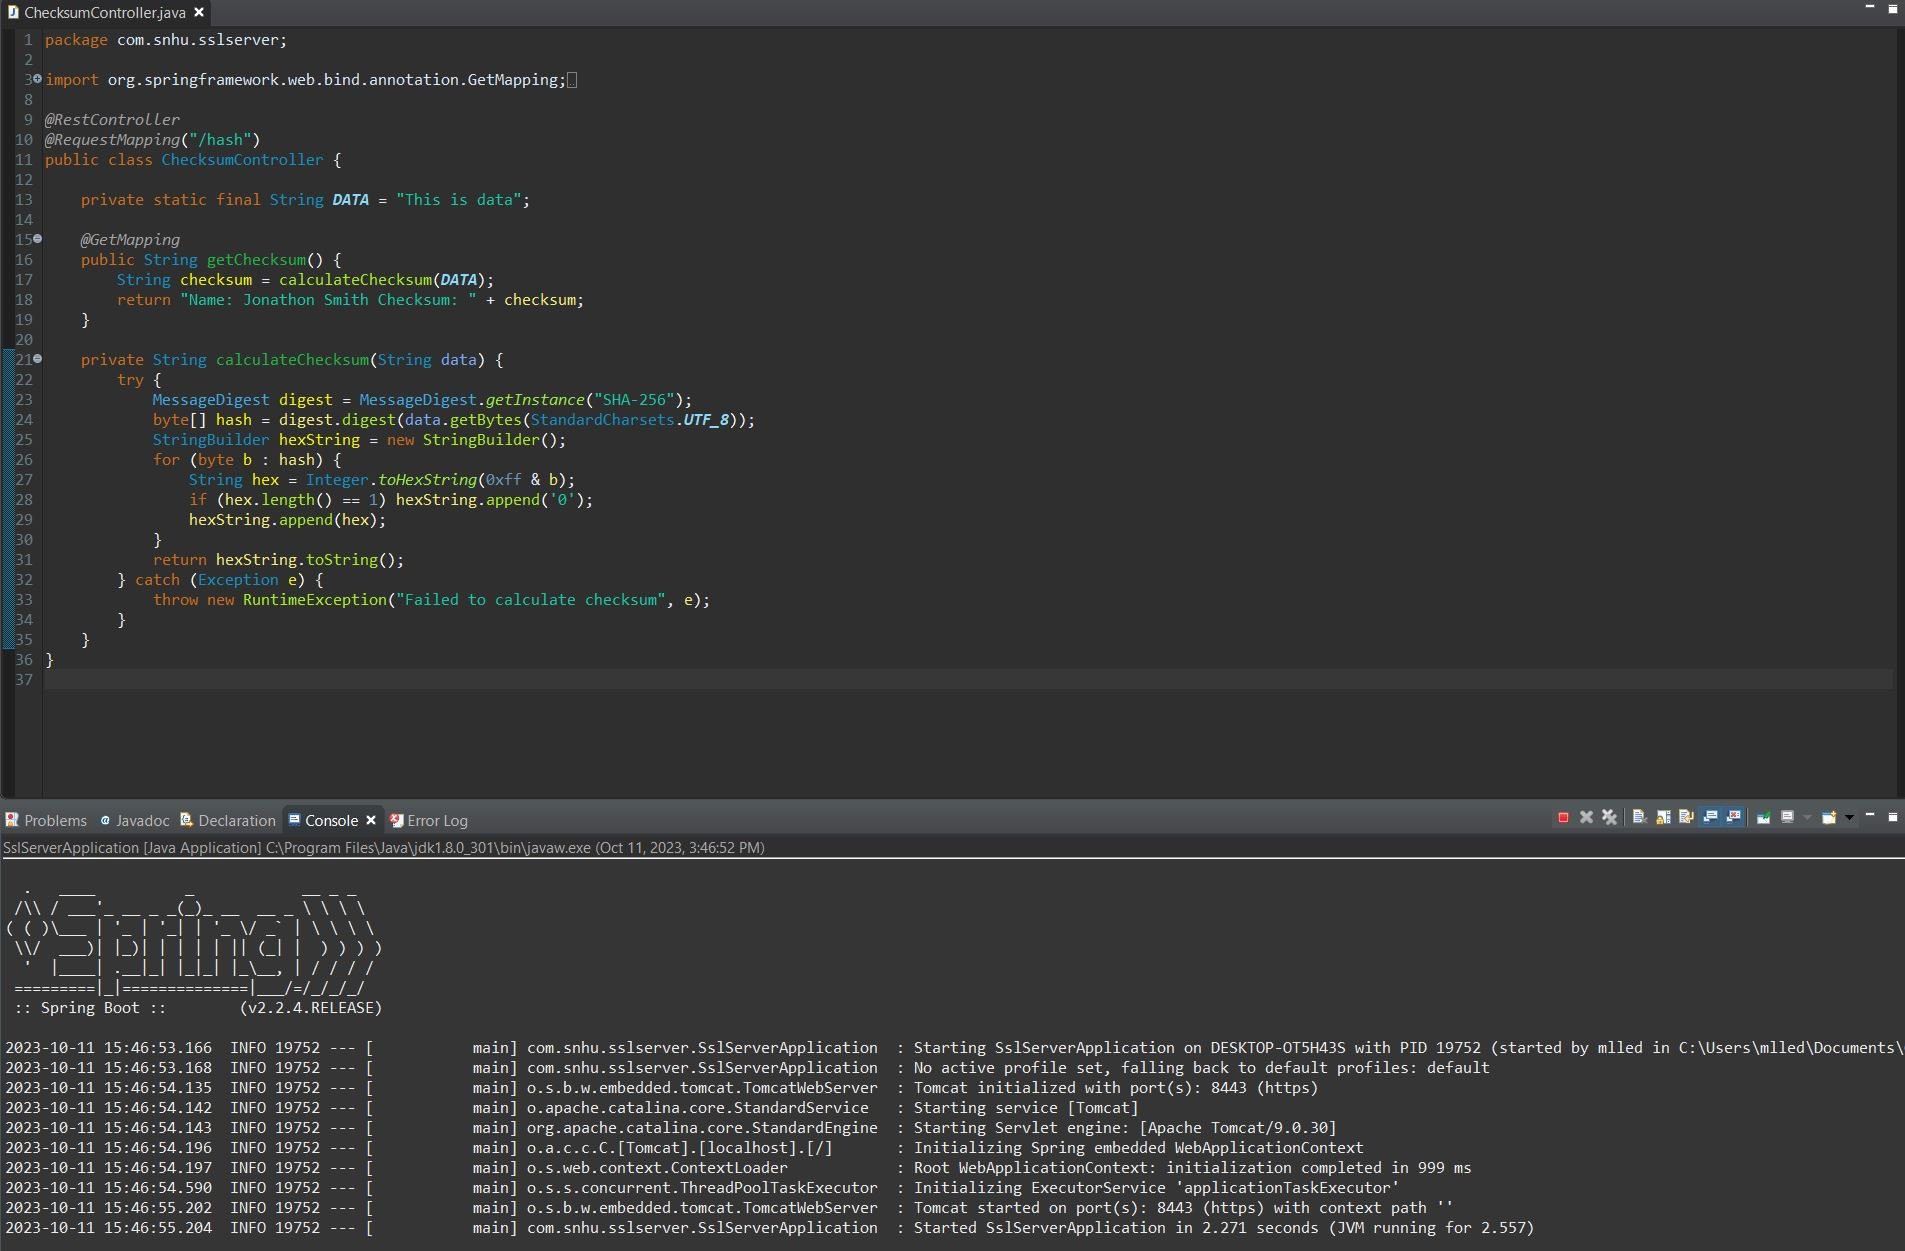 ChecksumController.java
1 package com.snhu.sslserver;
2
3 import org.springframework.web.bind.annotation.GetMapping;
8
9 @RestController
10 @RequestMapping("/hash")
11 public class ChecksumController {
12
13     private static final String DATA = "This is data";
14
15     @GetMapping
16     public String getChecksum() {
17         String checksum = calculateChecksum(DATA);
18         return "Name: Jonathon Smith Checksum: " + checksum;
19     }
20
21     private String calculateChecksum(String data) {
22         try {
23             MessageDigest digest = MessageDigest.getInstance("SHA-256");
24             byte[] hash = digest.digest(data.getBytes(StandardCharsets.UTF_8));
25             StringBuilder hexString = new StringBuilder();
26             for (byte b : hash) {
27                 String hex = Integer.toHexString(0xff & b);
28                 if (hex.length() == 1) hexString.append('0');
29                 hexString.append(hex);
30             }
31             return hexString.toString();
32         } catch (Exception e) {
33             throw new RuntimeException("Failed to calculate checksum", e);
34         }
35     }
36 }
37
Problems @ Javadoc Declaration Console Error Log
SslServerApplication [Java Application] C:\Program Files\Java\jdk1.8.0_301\bin\javaw.exe (Oct 11, 2023, 3:46:52 PM)
  .   ____          _            __ _ _
 /\\ / ___'_ __ _ _(_)_ __  __ _ \ \ \ \
( ( )\___ | '_ | '_| | '_ \/ _` | \ \ \ \
 \\/  ___)| |_)| | | | | || (_| |  ) ) ) )
  '  |____| .__|_| |_|_| |_\__, | / / / /
 =========|_|==============|___/=/_/_/_/
 :: Spring Boot ::        (v2.2.4.RELEASE)
2023-10-11 15:46:53.166  INFO 19752 --- [           main] com.snhu.sslserver.SslServerApplication  : Starting SslServerApplication on DESKTOP-OT5H43S with PID 19752 (started by mlled in C:\Users\mlled\Documents\
2023-10-11 15:46:53.168  INFO 19752 --- [           main] com.snhu.sslserver.SslServerApplication  : No active profile set, falling back to default profiles: default
2023-10-11 15:46:54.135  INFO 19752 --- [           main] o.s.b.w.embedded.tomcat.TomcatWebServer  : Tomcat initialized with port(s): 8443 (https)
2023-10-11 15:46:54.142  INFO 19752 --- [           main] o.apache.catalina.core.StandardService   : Starting service [Tomcat]
2023-10-11 15:46:54.143  INFO 19752 --- [           main] org.apache.catalina.core.StandardEngine  : Starting Servlet engine: [Apache Tomcat/9.0.30]
2023-10-11 15:46:54.196  INFO 19752 --- [           main] o.a.c.c.C.[Tomcat].[localhost].[/]       : Initializing Spring embedded WebApplicationContext
2023-10-11 15:46:54.197  INFO 19752 --- [           main] o.s.web.context.ContextLoader            : Root WebApplicationContext: initialization completed in 999 ms
2023-10-11 15:46:54.590  INFO 19752 --- [           main] o.s.s.concurrent.ThreadPoolTaskExecutor  : Initializing ExecutorService 'applicationTaskExecutor'
2023-10-11 15:46:55.202  INFO 19752 --- [           main] o.s.b.w.embedded.tomcat.TomcatWebServer  : Tomcat started on port(s): 8443 (https) with context path ''
2023-10-11 15:46:55.204  INFO 19752 --- [           main] com.snhu.sslserver.SslServerApplication  : Started SslServerApplication in 2.271 seconds (JVM running for 2.557)